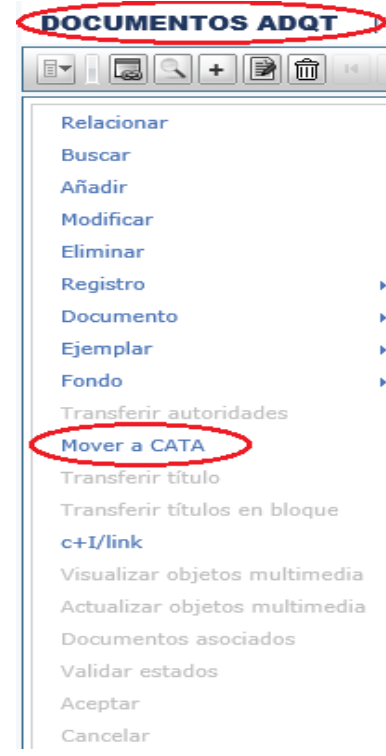 DOCUMENTOS ADQT
Relacionar
Buscar
Añadir
Modificar
Eliminar
Registro
Documento
Ejemplar
Fondo
Transferir autoridades
Mover a CATA
Transferir título
Transferir títulos en bloque
c+I/link
Visualizar objetos multimedia
Actualizar objetos multimedia
Documentos asociados
Validar estados
Aceptar
Cancelar